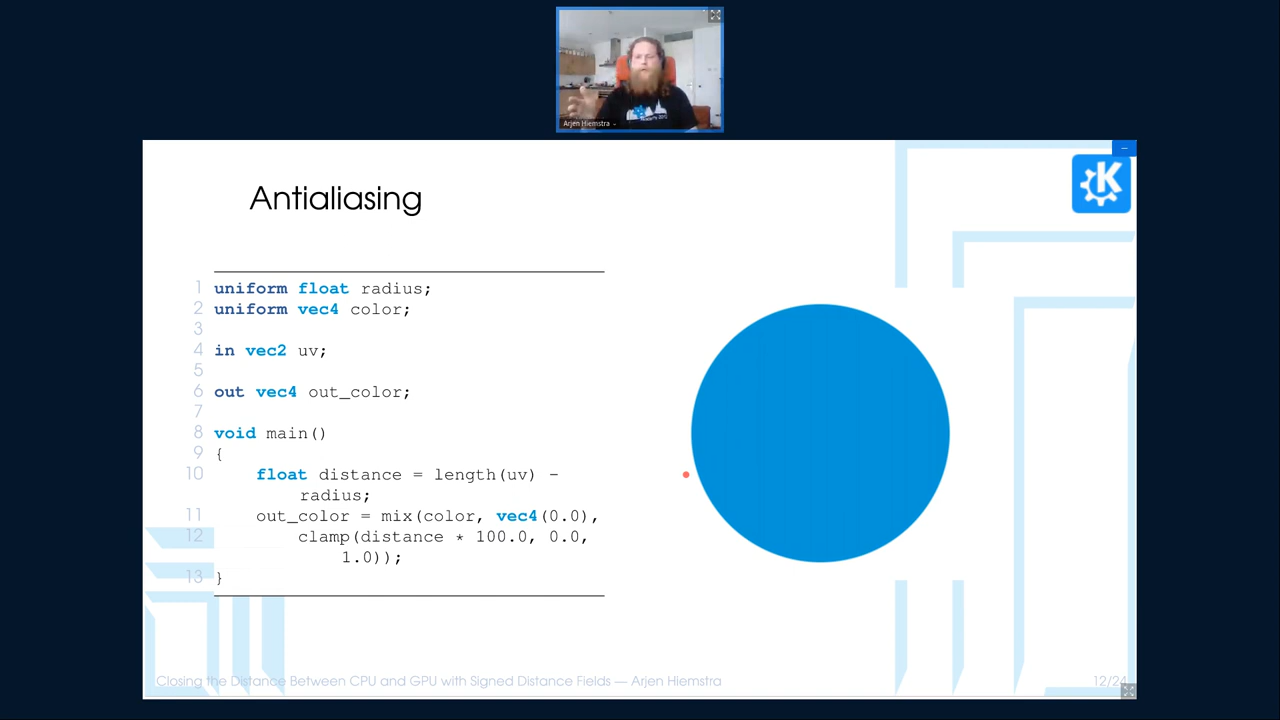 Arjen Hiemstra
Antialiasing
1 uniform float radius;
2 uniform vec4 color;
3
4 in vec2 uv;
5
6 out vec4 out_color;
7
8 void main()
9 {
10 float distance = length(uv) -
radius;
11 out_color = mix(color, vec4(0.0),
12 clamp(distance * 100.0, 0.0,
1.0));
13 }
Closing the Distance Between CPU and GPU with Signed Distance Fields — Arjen Hiemstra
12/24